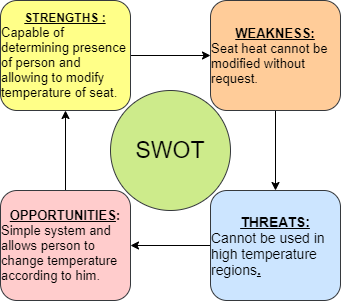 STRENGTHS :
Capable of
determining presence
of person and
allowing to modify
temperature of seat.
WEAKNESS:
Seat heat cannot be
modified without
request.
SWOT
OPPORTUNITIES:
Simple system and
allows person to
change temperature
according to him.
THREATS:
Cannot be used in
high temperature
regions.